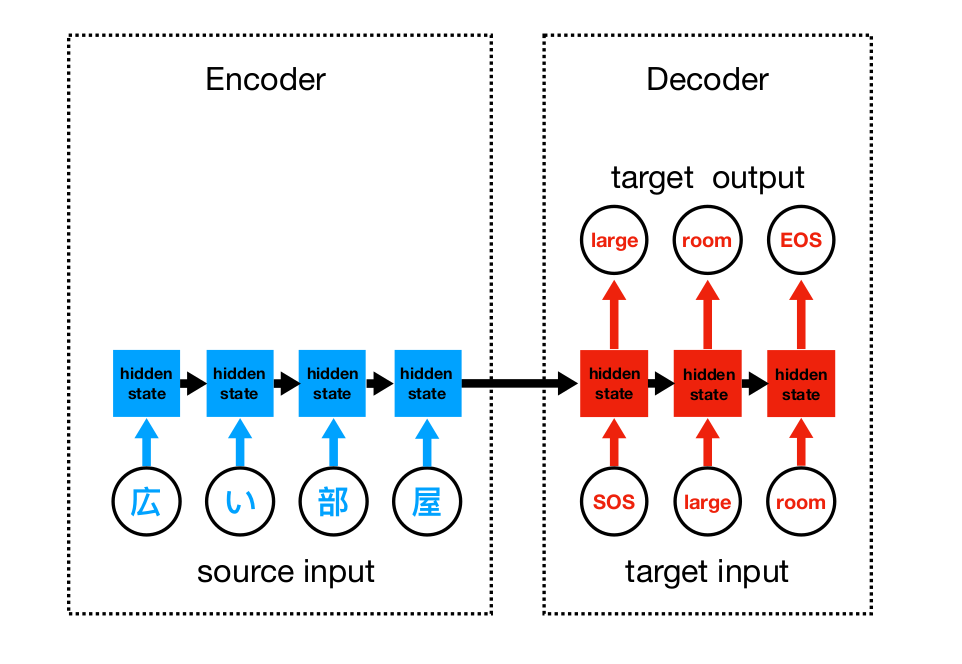 Encoder
hidden state
hidden state
hidden state
hidden state
広 い 部 屋
source input
Decoder
target output
large room EOS
hidden state
hidden state
hidden state
SOS large room
target input